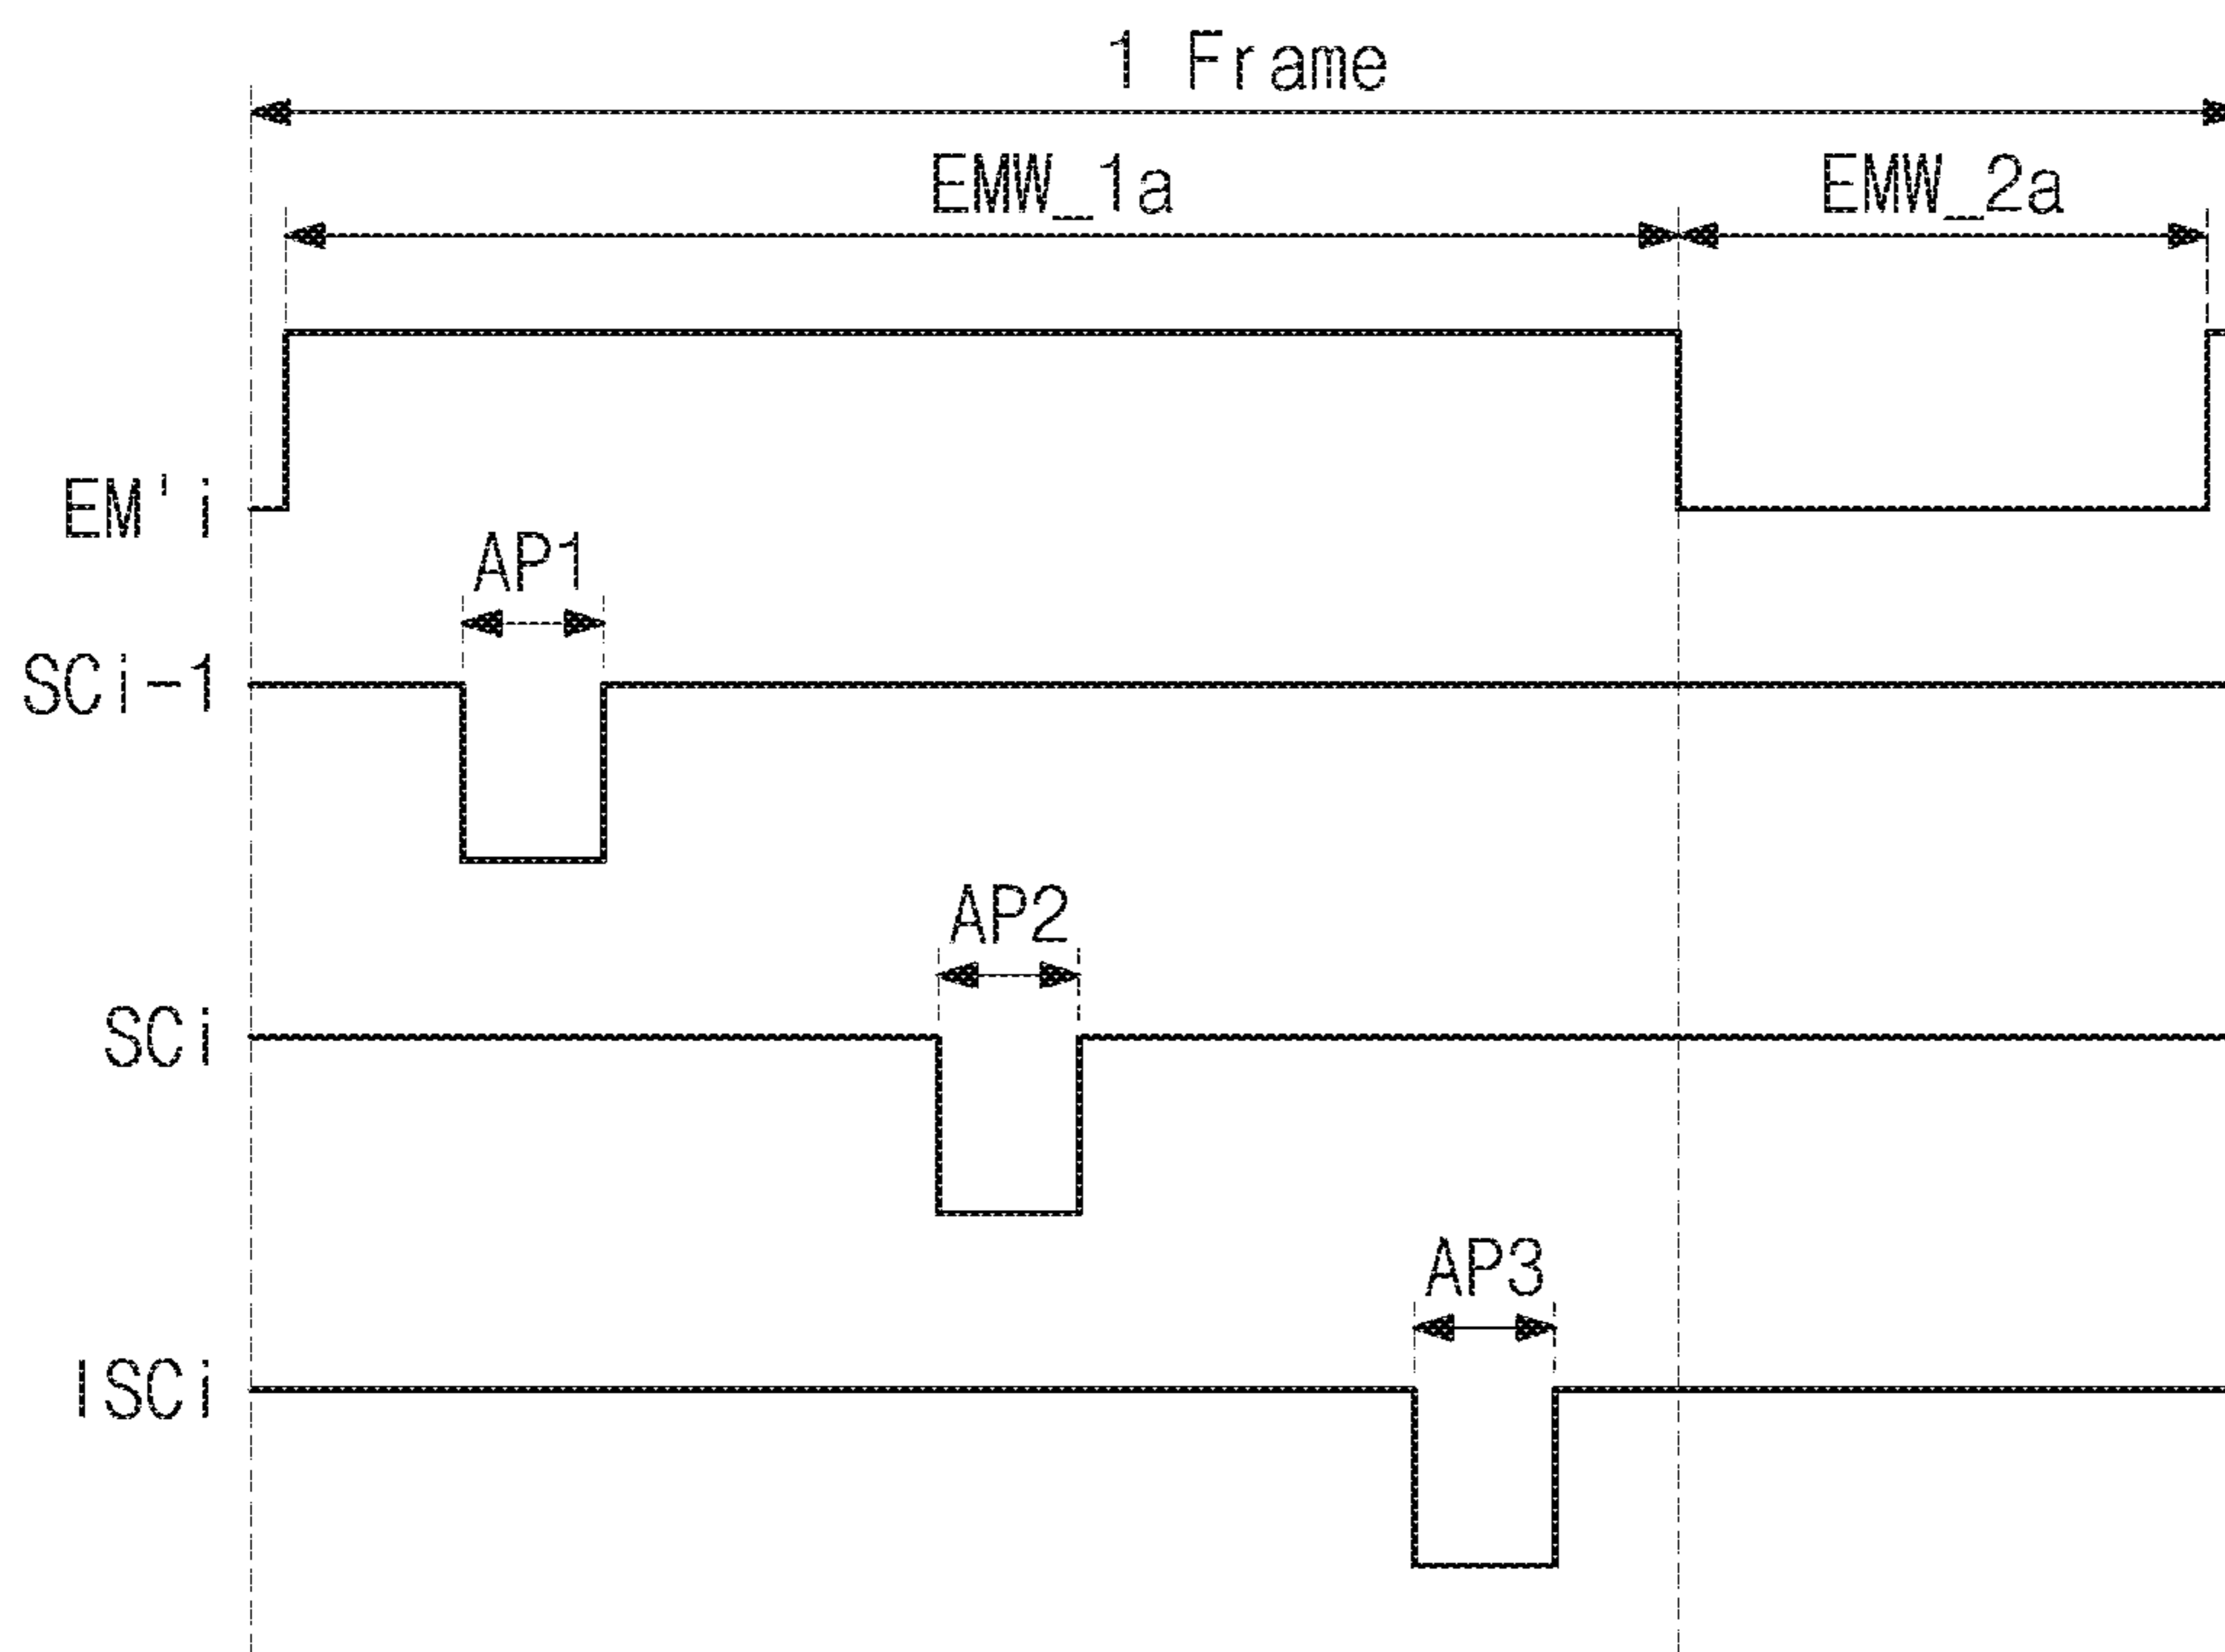 1 Frame
EMW_1a
EMW_2a
EM'i
AP1
SCi-1
AP2
SCi
AP3
ISCi